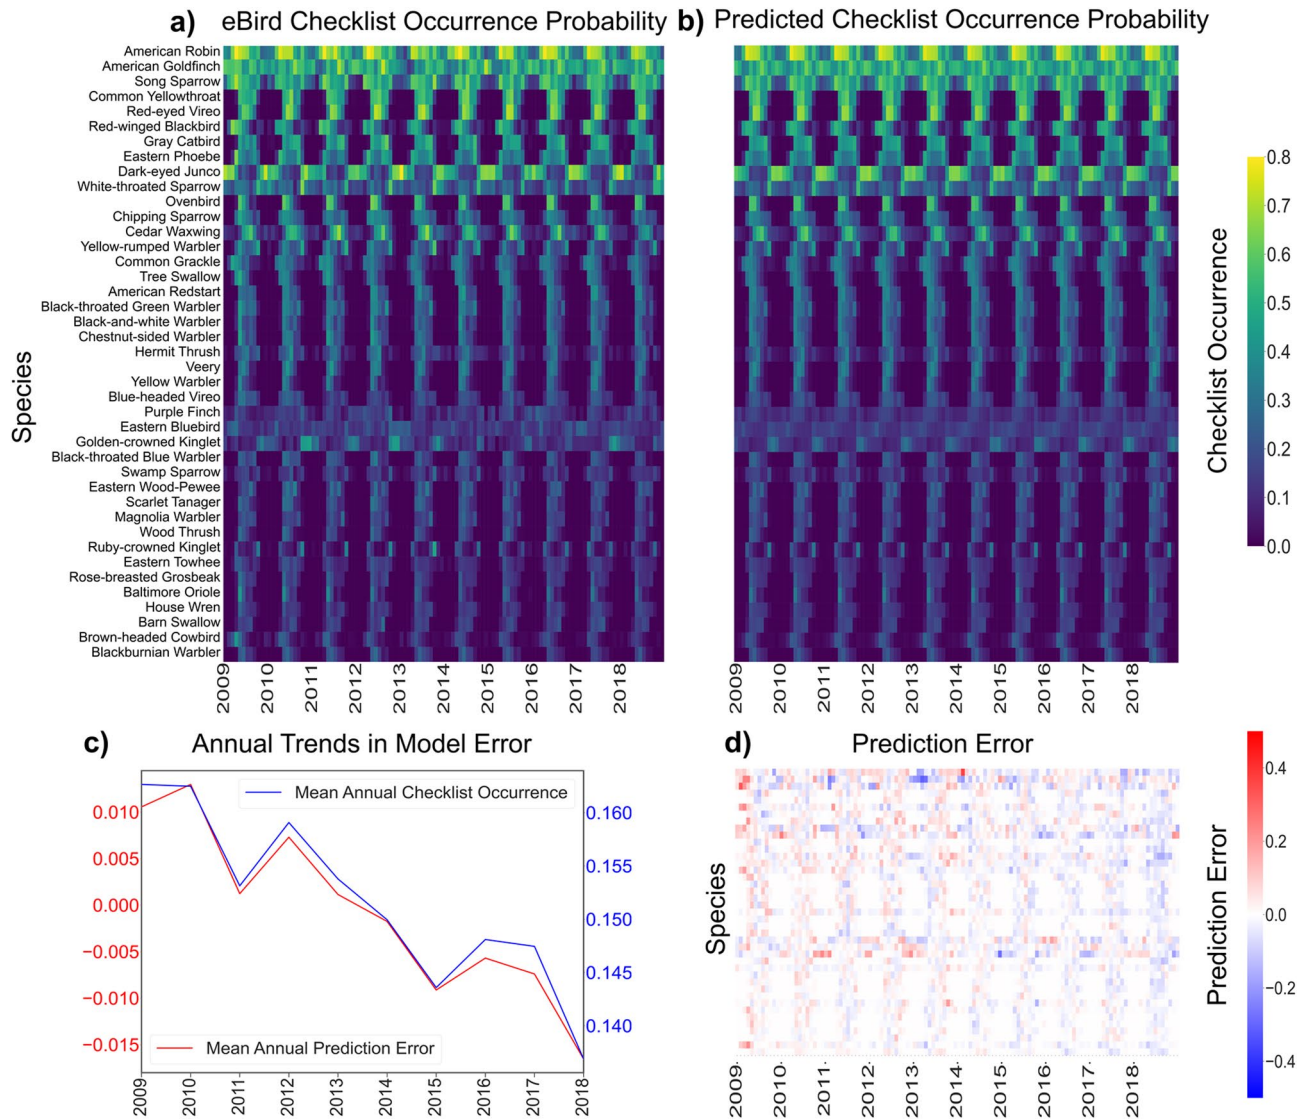 a) eBird Checklist Occurrence Probability
b) Predicted Checklist Occurrence Probability
Species
American Robin
American Goldfinch
Song Sparrow
Common Yellowthroat
Red-eyed Vireo
Red-winged Blackbird
Gray Catbird
Eastern Phoebe
Dark-eyed Junco
White-throated Sparrow
Ovenbird
Chipping Sparrow
Cedar Waxwing
Yellow-rumped Warbler
Common Grackle
Tree Swallow
American Redstart
Black-throated Green Warbler
Black-and-white Warbler
Chestnut-sided Warbler
Hermit Thrush
Veery
Yellow Warbler
Blue-headed Vireo
Purple Finch
Eastern Bluebird
Golden-crowned Kinglet
Black-throated Blue Warbler
Swamp Sparrow
Eastern Wood-Pewee
Scarlet Tanager
Magnolia Warbler
Wood Thrush
Ruby-crowned Kinglet
Eastern Towhee
Rose-breasted Grosbeak
Baltimore Oriole
House Wren
Barn Swallow
Brown-headed Cowbird
Blackburnian Warbler
2009 2010 2011 2012 2013 2014 2015 2016 2017 2018
2009 2010 2011 2012 2013 2014 2015 2016 2017 2018
Checklist Occurrence
0.8
0.7
0.6
0.5
0.4
0.3
0.2
0.1
0.0
c) Annual Trends in Model Error
Mean Annual Checklist Occurrence
Mean Annual Prediction Error
0.010
0.005
0.000
−0.005
−0.010
−0.015
0.160
0.155
0.150
0.145
0.140
2009 2010 2011 2012 2013 2014 2015 2016 2017 2018
d) Prediction Error
Species
2009 2010 2011 2012 2013 2014 2015 2016 2017 2018
Prediction Error
0.4
0.2
0.0
−0.2
−0.4